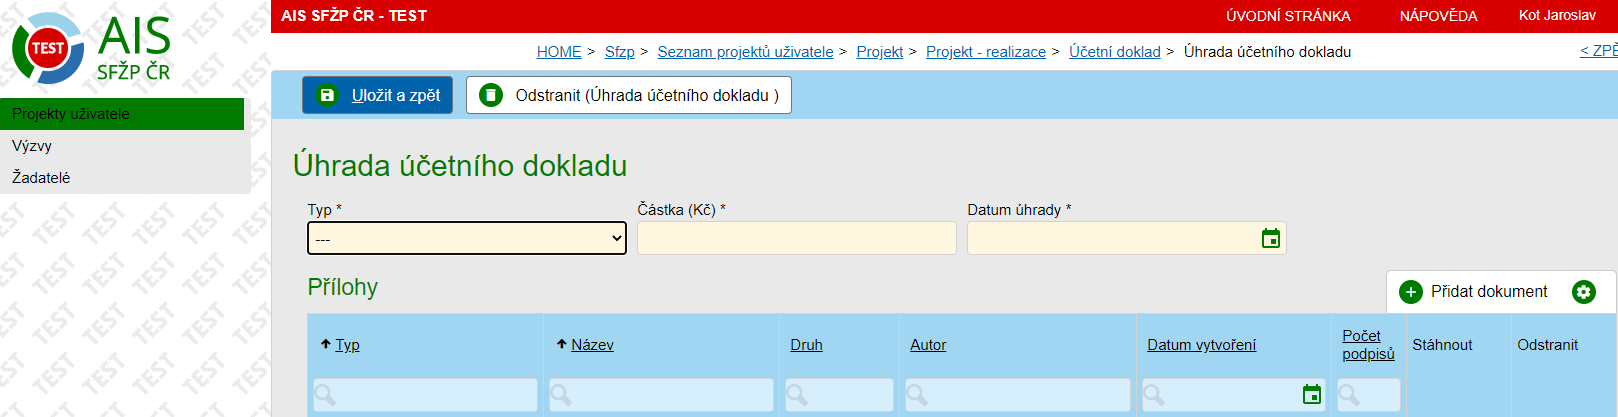 AIS SFŽP ČR - TEST
ÚVODNÍ STRÁNKA
NÁPOVĚDA
Kot Jaroslav
TEST
AIS
SFŽP ČR
HOME > Sfzp > Seznam projektů uživatele > Projekt > Projekt - realizace > Účetní doklad > Úhrada účetního dokladu
< ZPĚ
Projekty uživatele
Výzvy
Žadatelé
Uložit a zpět
Odstranit (Úhrada účetního dokladu )
Úhrada účetního dokladu
Typ *
Částka (Kč) *
Datum úhrady *
---
Přílohy
Přidat dokument
Typ
Název
Druh
Autor
Datum vytvoření
Počet
podpisů
Stáhnout
Odstranit